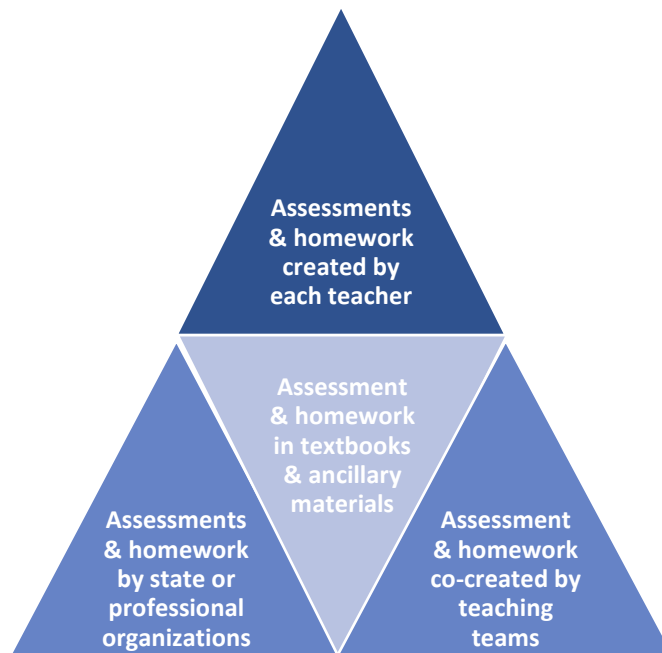 Assessments
& homework
created by
each teacher
Assessment
& homework
in textbooks
& ancillary
materials
Assessments
& homework
by state or
professional
organizations
Assessment
& homework
co-created by
teaching
teams